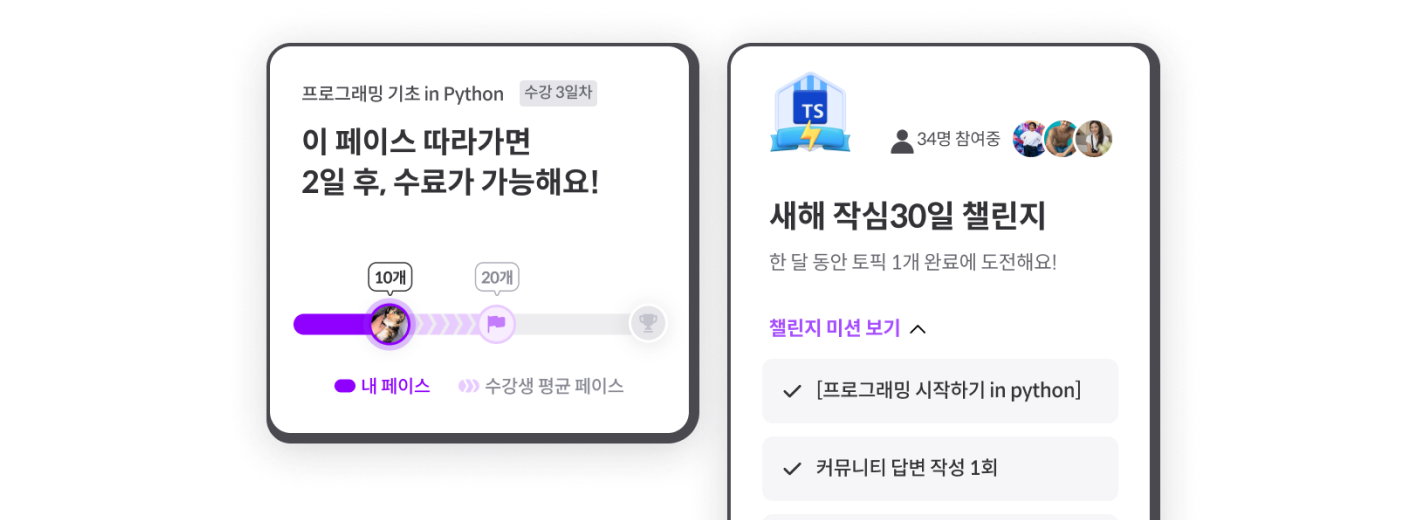 프로그래밍 기초 in Python 수강 3일차
이 페이스 따라가면
2일 후, 수료가 가능해요!
10개 20개
내 페이스 수강생 평균 페이스
TS
34명 참여중
새해 작심30일 챌린지
한 달 동안 토픽 1개 완료에 도전해요!
챌린지 미션 보기
[프로그래밍 시작하기 in python]
커뮤니티 답변 작성 1회